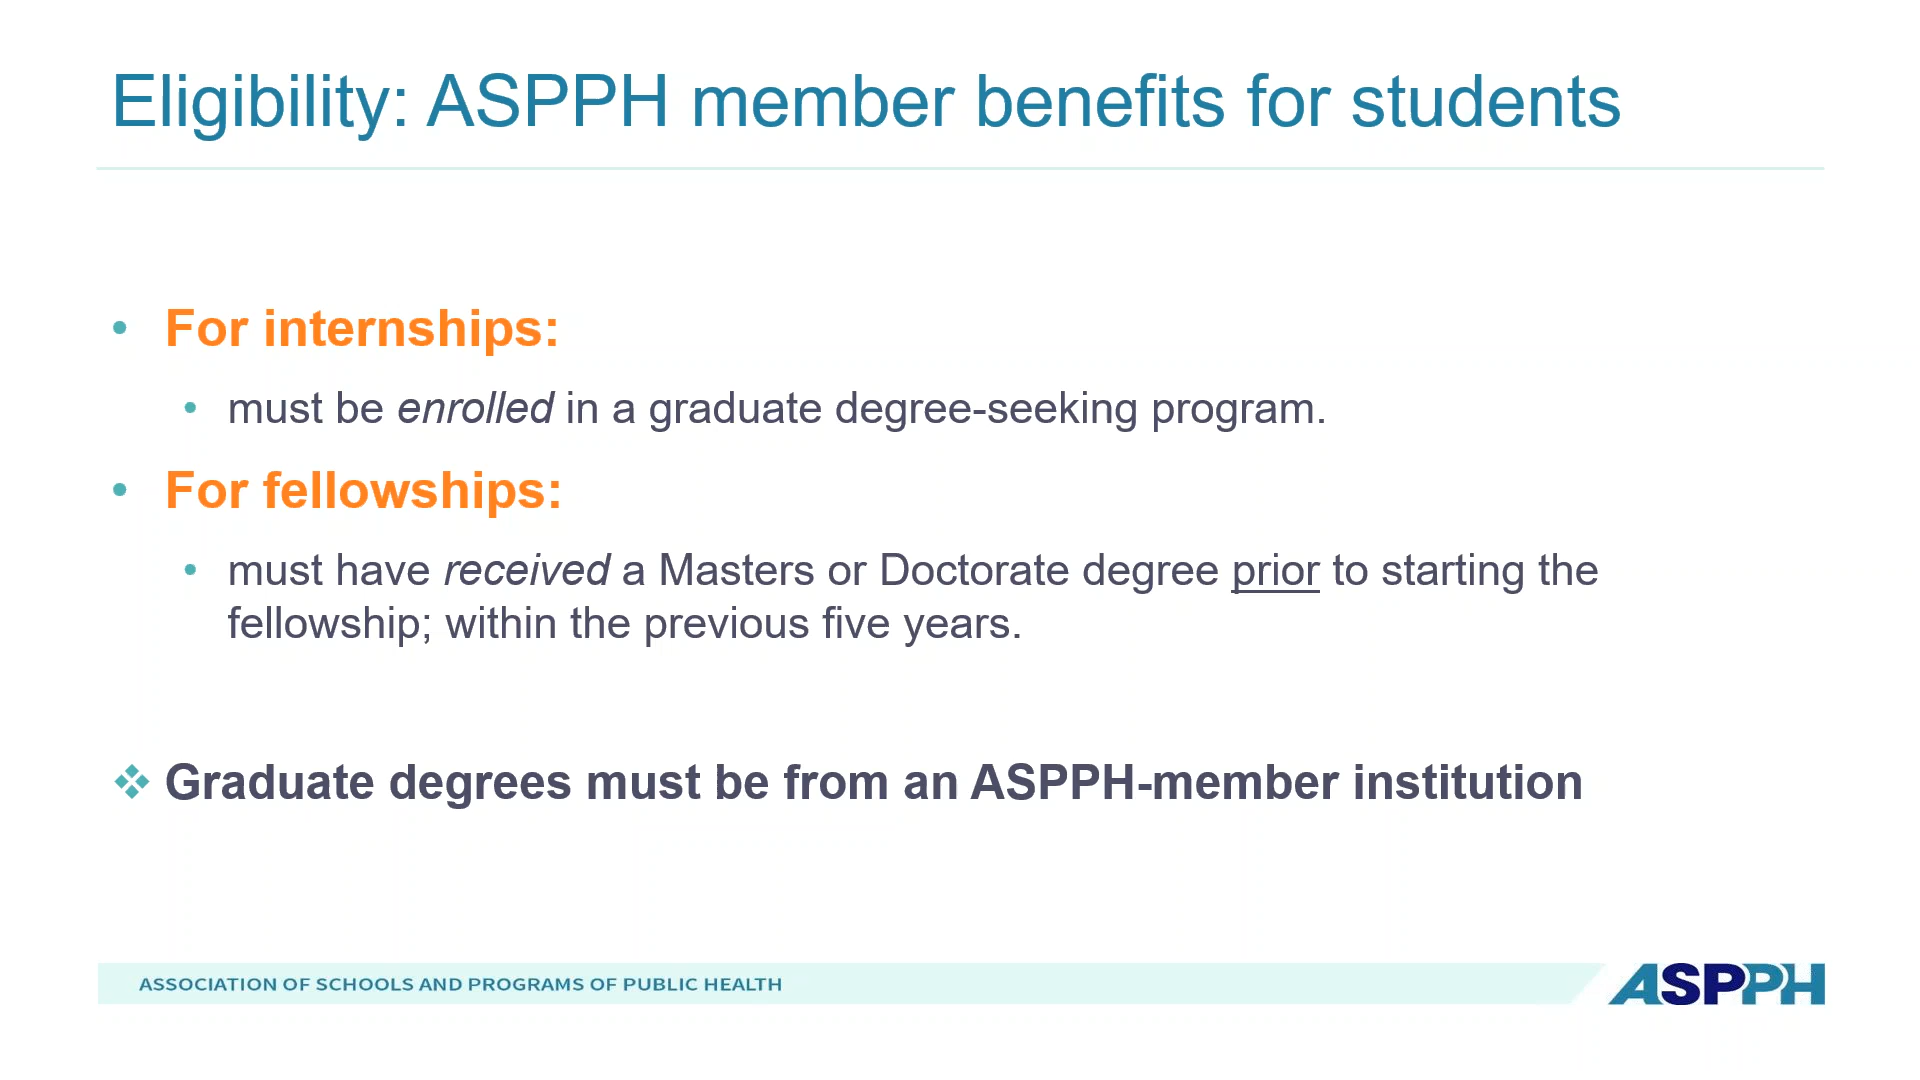 Eligibility: ASPPH member benefits for students
• For internships:
• must be enrolled in a graduate degree-seeking program.
• For fellowships:
• must have received a Masters or Doctorate degree prior to starting the
fellowship; within the previous five years.
❖ Graduate degrees must be from an ASPPH-member institution
ASSOCIATION OF SCHOOLS AND PROGRAMS OF PUBLIC HEALTH
ASPPH